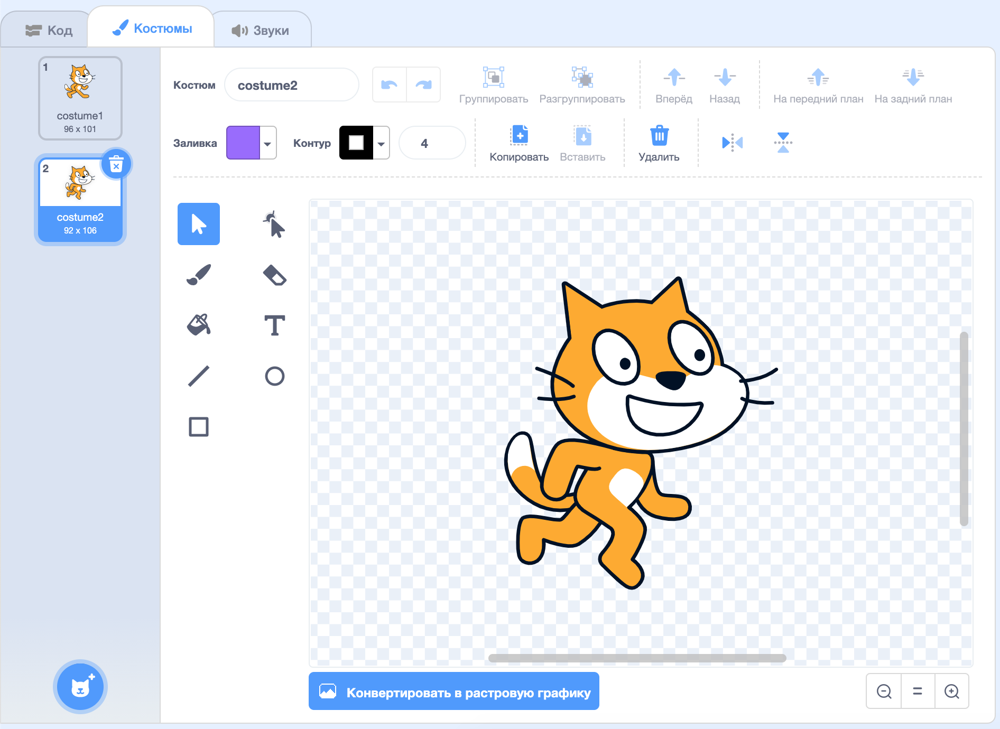 Код
Костюмы
Звуки
1
costume1
96 x 101
2
costume2
92 x 106
Костюм
costume2
Группировать
Разгруппировать
Вперёд
Назад
На передний план
На задний план
Заливка
Контур
4
Копировать
Вставить
Удалить
T
Конвертировать в растровую графику